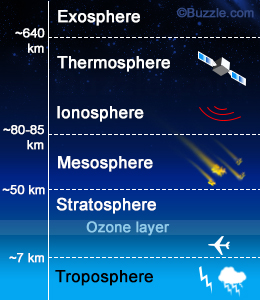 ©Buzzle.com
Exosphere
~640
km
Thermosphere
Ionosphere
~80-85
km
Mesosphere
~50 km
Stratosphere
Ozone layer
~7 km
Troposphere